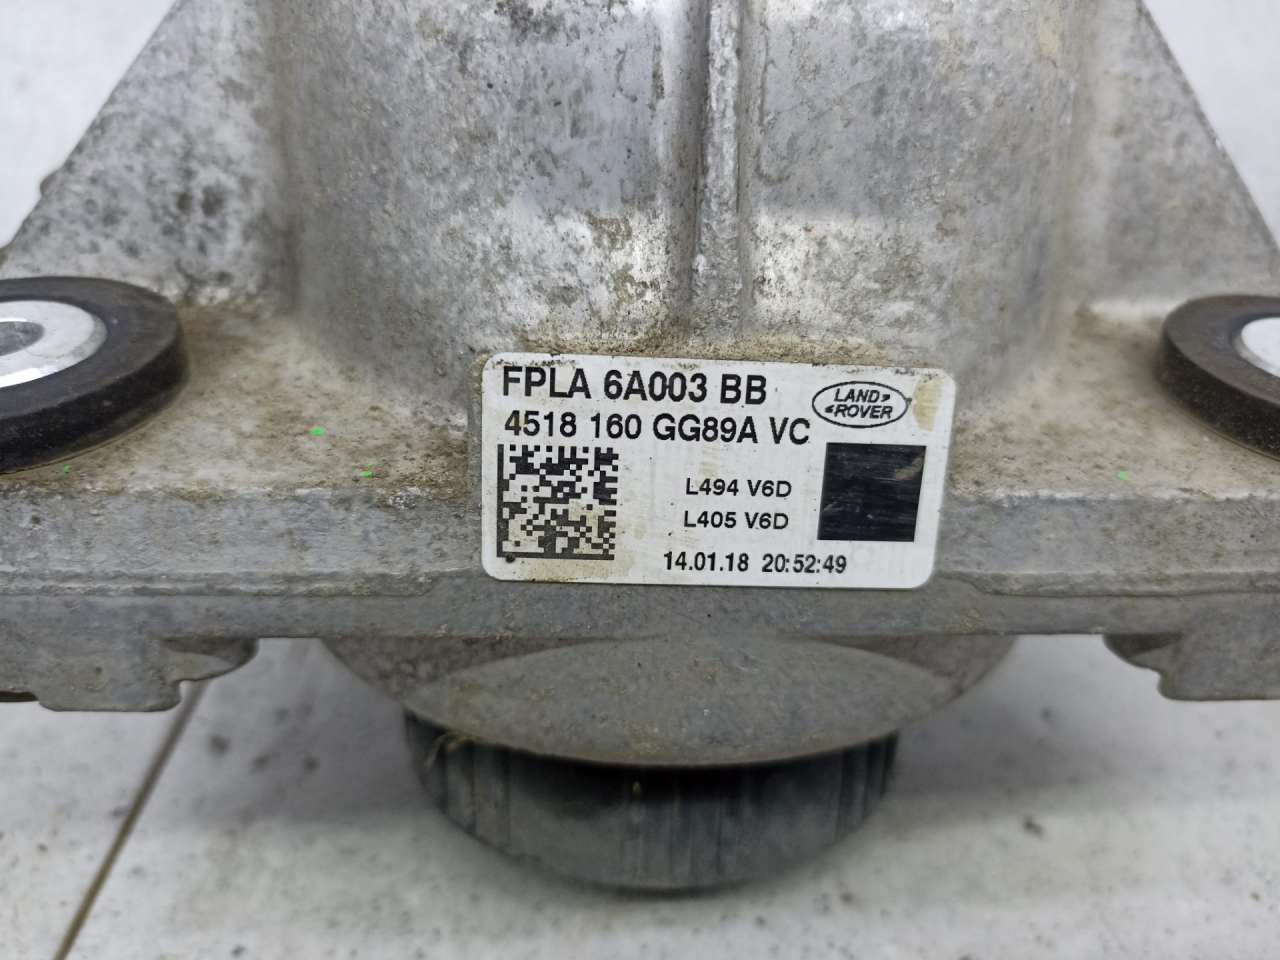 FPLA 6A003 BB
LAND
ROVER
4518 160 GG89A VC
L494 V6D
L405 V6D
14.01.18 20:52:49